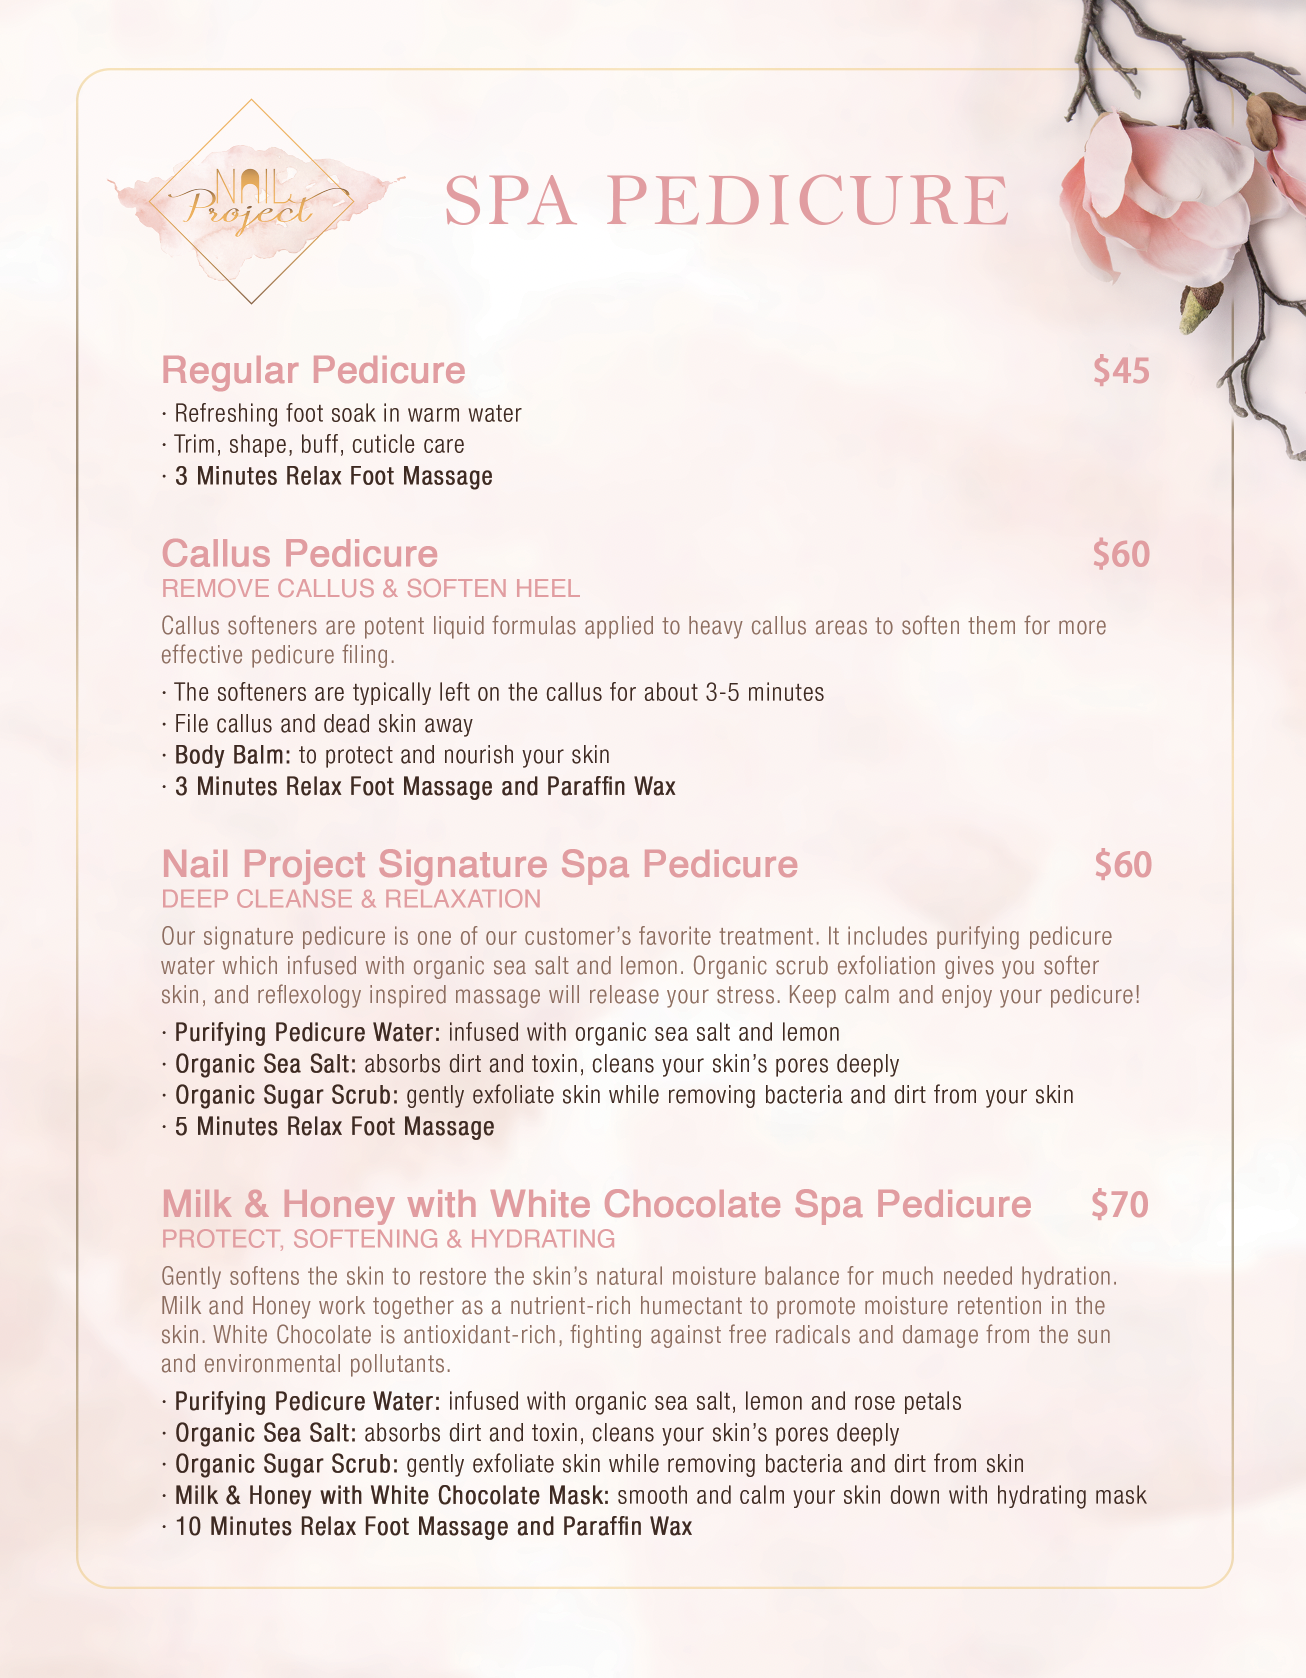 NAIL
Project
SPA PEDICURE
Regular Pedicure $45
· Refreshing foot soak in warm water
· Trim, shape, buff, cuticle care
· 3 Minutes Relax Foot Massage
Callus Pedicure $60
REMOVE CALLUS & SOFTEN HEEL
Callus softeners are potent liquid formulas applied to heavy callus areas to soften them for more
effective pedicure filing.
· The softeners are typically left on the callus for about 3-5 minutes
· File callus and dead skin away
· Body Balm: to protect and nourish your skin
· 3 Minutes Relax Foot Massage and Paraffin Wax
Nail Project Signature Spa Pedicure $60
DEEP CLEANSE & RELAXATION
Our signature pedicure is one of our customer’s favorite treatment. It includes purifying pedicure
water which infused with organic sea salt and lemon. Organic scrub exfoliation gives you softer
skin, and reflexology inspired massage will release your stress. Keep calm and enjoy your pedicure!
· Purifying Pedicure Water: infused with organic sea salt and lemon
· Organic Sea Salt: absorbs dirt and toxin, cleans your skin’s pores deeply
· Organic Sugar Scrub: gently exfoliate skin while removing bacteria and dirt from your skin
· 5 Minutes Relax Foot Massage
Milk & Honey with White Chocolate Spa Pedicure $70
PROTECT, SOFTENING & HYDRATING
Gently softens the skin to restore the skin’s natural moisture balance for much needed hydration.
Milk and Honey work together as a nutrient-rich humectant to promote moisture retention in the
skin. White Chocolate is antioxidant-rich, fighting against free radicals and damage from the sun
and environmental pollutants.
· Purifying Pedicure Water: infused with organic sea salt, lemon and rose petals
· Organic Sea Salt: absorbs dirt and toxin, cleans your skin’s pores deeply
· Organic Sugar Scrub: gently exfoliate skin while removing bacteria and dirt from skin
· Milk & Honey with White Chocolate Mask: smooth and calm your skin down with hydrating mask
· 10 Minutes Relax Foot Massage and Paraffin Wax